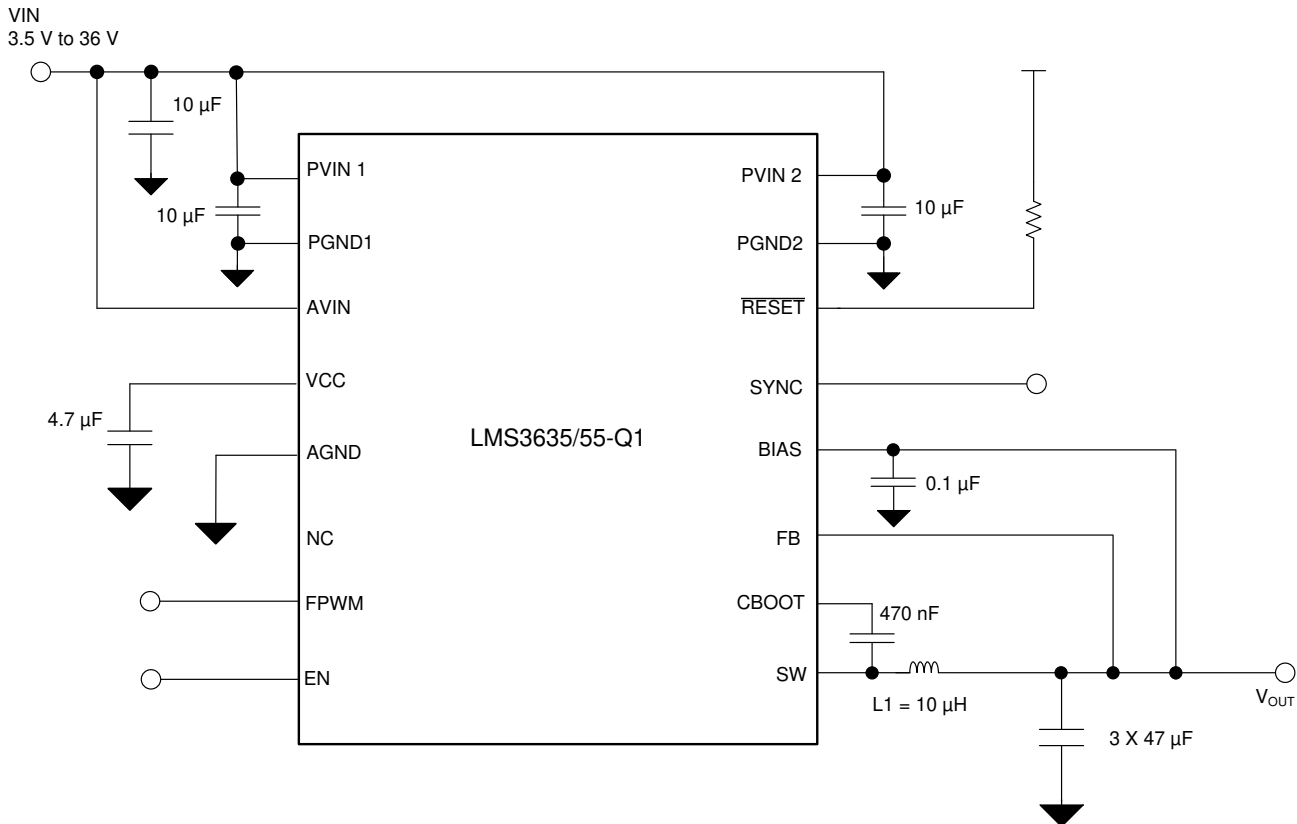 VIN
3.5 V to 36 V
10 µF
PVIN 1
PVIN 2
10 µF
10 µF
PGND1
PGND2
AVIN
RESET
VCC
SYNC
4.7 µF
LMS3635/55-Q1
AGND
BIAS
0.1 µF
NC
FB
FPWM
CBOOT
470 nF
EN
SW
L1 = 10 µH
VOUT
3 X 47 µF